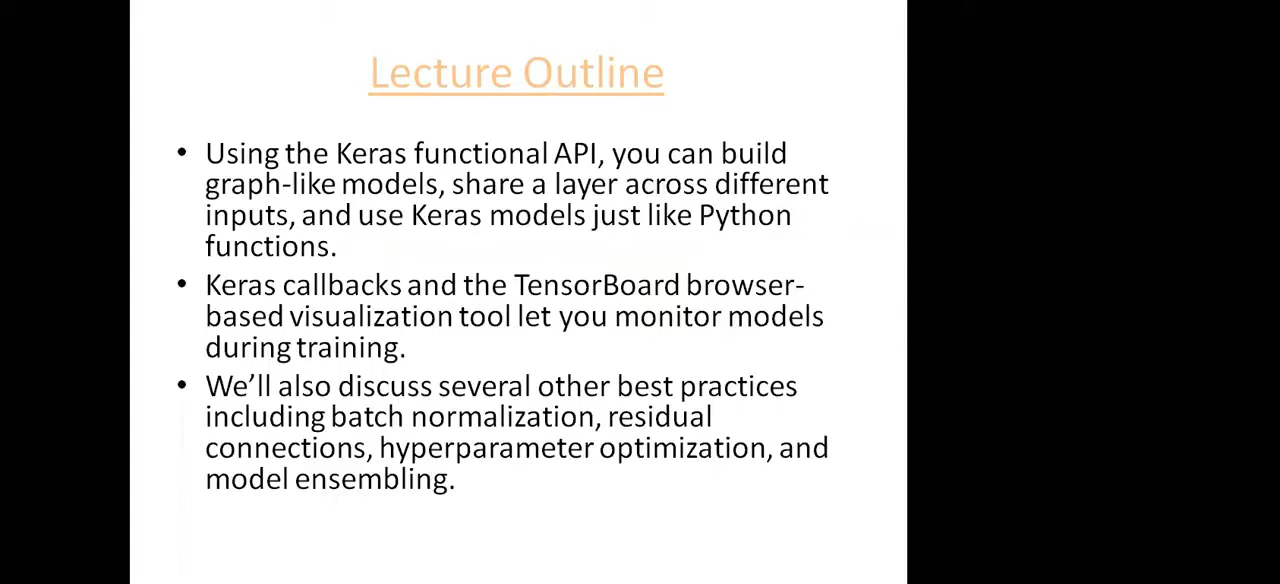 Lecture Outline
• Using the Keras functional API, you can build
graph-like models, share a layer across different
inputs, and use Keras models just like Python
functions.
• Keras callbacks and the TensorBoard browser-
based visualization tool let you monitor models
during training.
• We’ll also discuss several other best practices
including batch normalization, residual
connections, hyperparameter optimization, and
model ensembling.